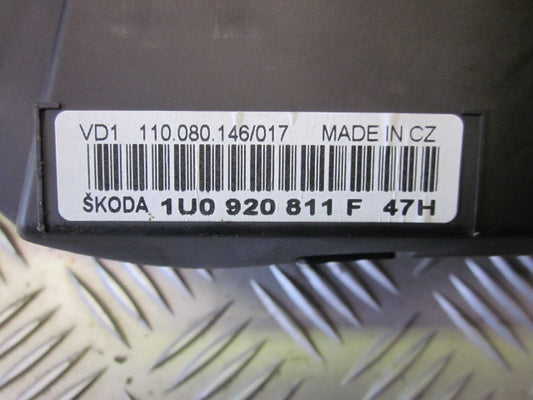 VD1 110.080.146/017 MADE IN CZ
ŠKODA 1U0 920 811 F 47H